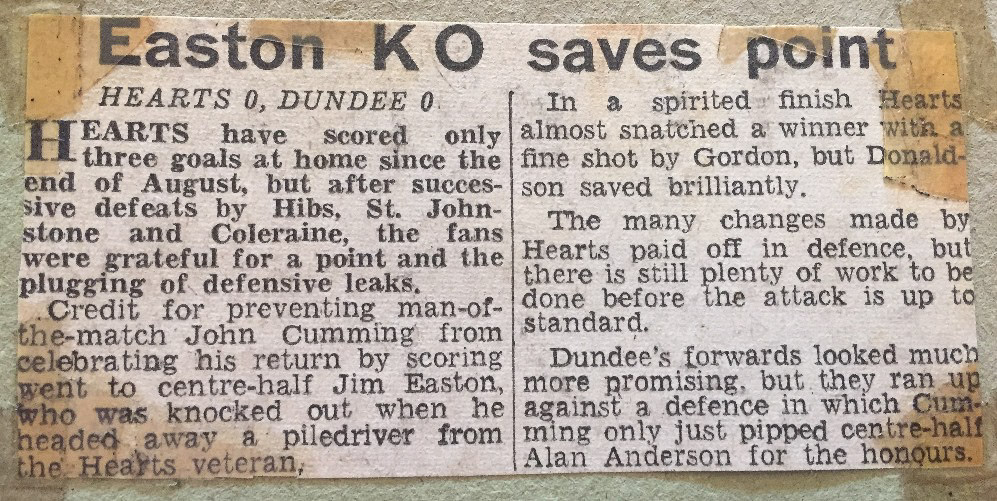 Easton KO saves point
HEARTS 0, DUNDEE 0
HEARTS have scored only
three goals at home since the
end of August, but after succes-
sive defeats by Hibs, St. John-
stone and Coleraine, the fans
were grateful for a point and the
plugging of defensive leaks.
Credit for preventing man-of-
the-match John Cumming from
celebrating his return by scoring
went to centre-half Jim Easton,
who was knocked out when he
headed away a piledriver from
the Hearts veteran,
In a spirited finish Hearts
almost snatched a winner with a
fine shot by Gordon, but Donald-
son saved brilliantly.
The many changes made by
Hearts paid off in defence, but
there is still plenty of work to be
done before the attack is up to
standard.
Dundee's forwards looked much
more promising, but they ran up
against a defence in which Cum-
ming only just pipped centre-half
Alan Anderson for the honours.